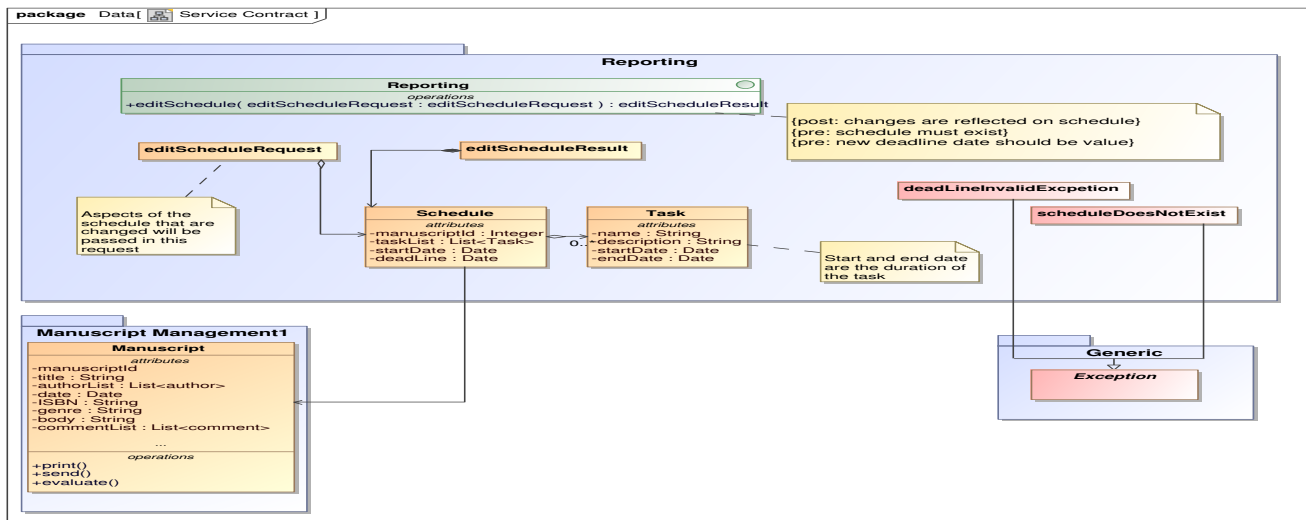 package Data[ Service Contract ]
Reporting
Reporting
operations
+editSchedule( editScheduleRequest : editScheduleRequest ) : editScheduleResult
{post: changes are reflected on schedule}
{pre: schedule must exist}
{pre: new deadline date should be value}
editScheduleRequest
editScheduleResult
deadLineInvalidExcpetion
scheduleDoesNotExist
Aspects of the
schedule that are
changed will be
passed in this
request
Schedule
attributes
-manuscriptId : Integer
-taskList : List<Task>
-startDate : Date
-deadLine : Date
0..*
Task
attributes
-name : String
-description : String
-startDate : Date
-endDate : Date
Start and end date
are the duration of
the task
Manuscript Management1
Manuscript
attributes
-manuscriptId
-title : String
-authorList : List<author>
-date : Date
-ISBN : String
-genre : String
-body : String
-commentList : List<comment>
...
operations
+print()
+send()
+evaluate()
Generic
Exception